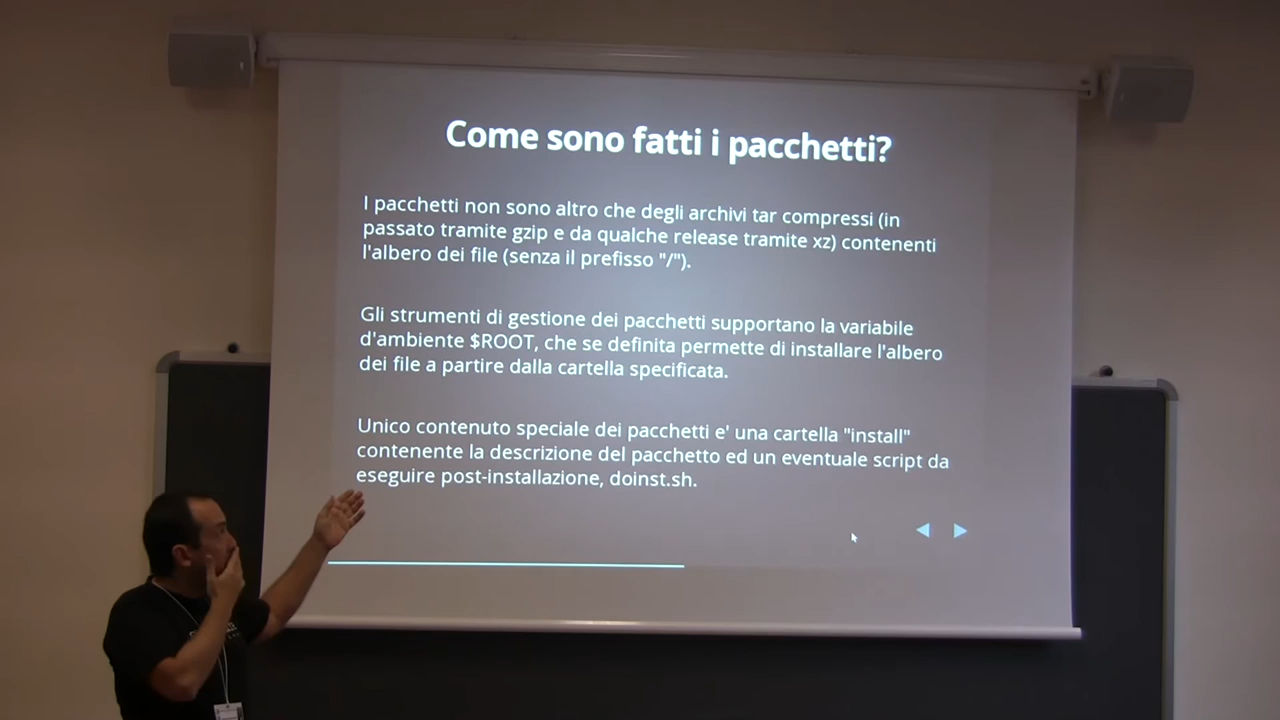 Come sono fatti i pacchetti?
I pacchetti non sono altro che degli archivi tar compressi (in
passato tramite gzip e da qualche release tramite xz) contenenti
l'albero dei file (senza il prefisso "/").
Gli strumenti di gestione dei pacchetti supportano la variabile
d'ambiente $ROOT, che se definita permette di installare l'albero
dei file a partire dalla cartella specificata.
Unico contenuto speciale dei pacchetti e' una cartella "install"
contenente la descrizione del pacchetto ed un eventuale script da
eseguire post-installazione, doinst.sh.